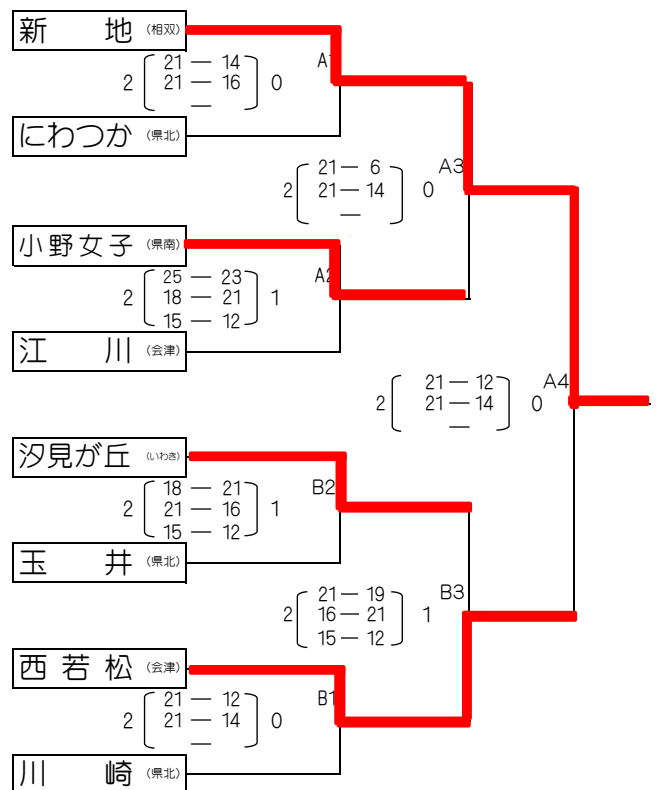 新 地 (相双)
21 — 14 A1
2 21 — 16 0
—
にわつか (県北)
21 — 6 A3
2 21 — 14 0
—
小野女子 (県南)
25 — 23 A2
2 18 — 21 1
15 — 12
江 川 (会津)
21 — 12 A4
2 21 — 14 0
—
汐見が丘 (いわき)
18 — 21 B2
2 21 — 16 1
15 — 12
玉 井 (県北)
21 — 19 B3
2 16 — 21 1
15 — 12
西若松 (会津)
21 — 12 B1
2 21 — 14 0
—
川 崎 (県北)